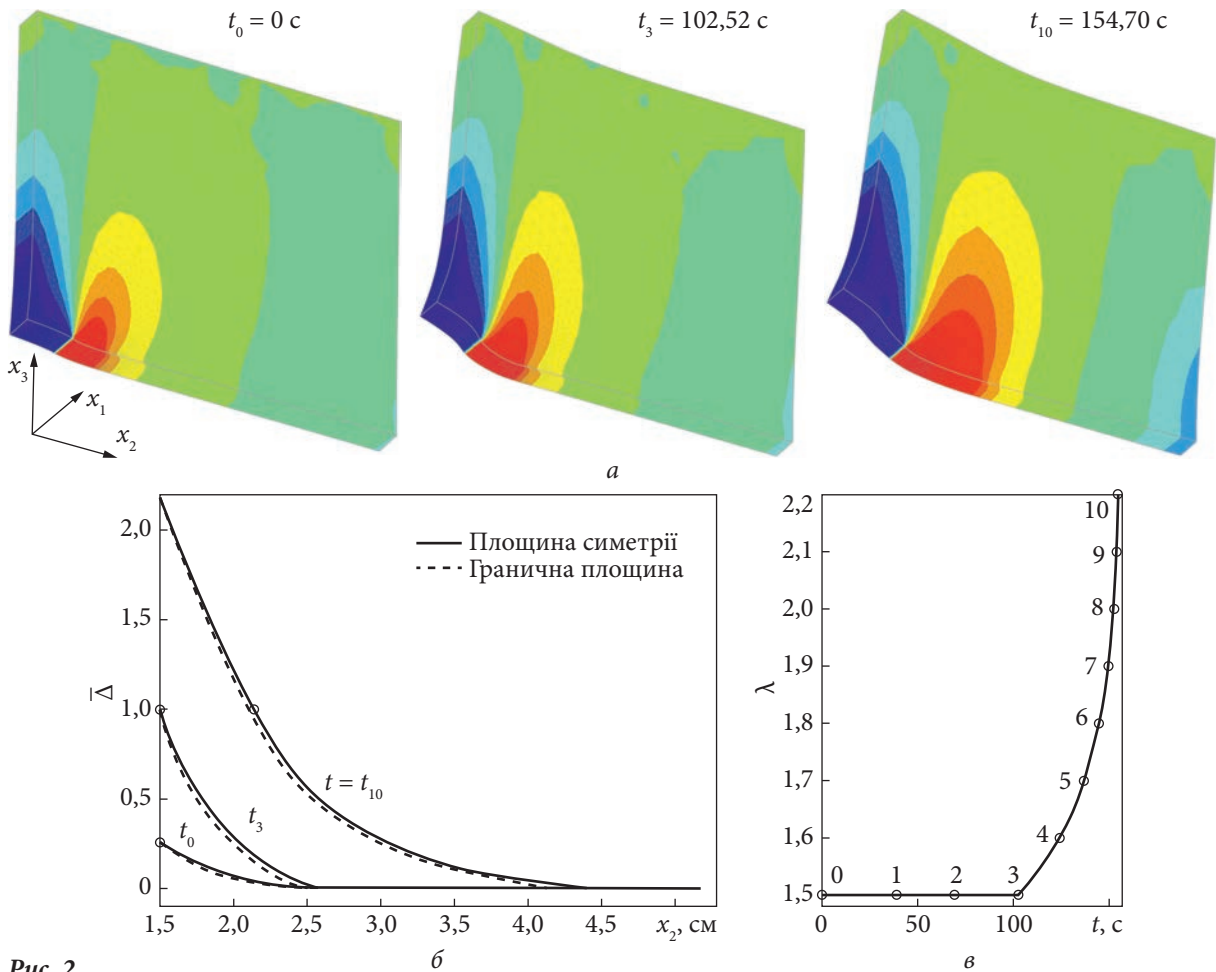 t₀ = 0 с
t₃ = 102,52 с
t₁₀ = 154,70 с
x₃
x₁
x₂
а
2,0
1,5
1,0
0,5
0
Δ̅
Площина симетрії
Гранична площина
t = t₁₀
t₃
t₀
1,5 2,0 2,5 3,0 3,5 4,0 4,5 x₂, см
б
2,2
2,1
2,0
1,9
1,8
1,7
1,6
1,5
λ
10
9
8
7
6
5
4
0 1 2 3
0 50 100 t, с
в
Рис. 2